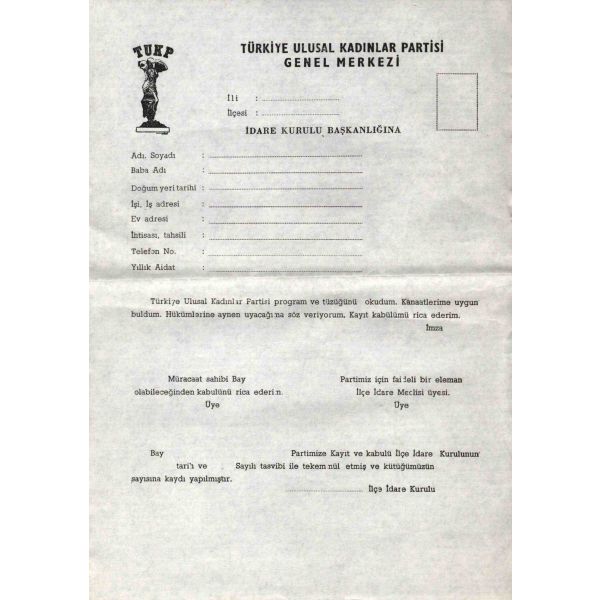 TUKP
TÜRKİYE ULUSAL KADINLAR PARTİSİ
GENEL MERKEZİ
İli :
İlçesi :
İDARE KURULU BAŞKANLIĞINA
Adı. Soyadı :
Baba Adı :
Doğum yeri tarihi :
İşi, İş adresi :
Ev adresi :
İhtisası, tahsili :
Telefon No. :
Yıllık Aidat :
Türkiye Ulusal Kadınlar Partisi program ve tüzüğünü okudum. Kanaatlerime uygun
buldum. Hükümlerine aynen uyacağına söz veriyorum. Kayıt kabülümü rica ederim.
İmza
Müracaat sahibi Bay
olabileceğinden kabulünü rica ederin.
Üye
Partimiz için faideli bir eleman
İlçe İdare Meclisi üyesi.
Üye
Bay Partimize Kayıt ve kabülü İlçe İdare Kurulunun
tarih ve . Sayılı tasvibi ile tekemmül etmiş ve kütüğümüzün
sayısına kaydı yapılmıştır.
İlçe İdare Kurulu